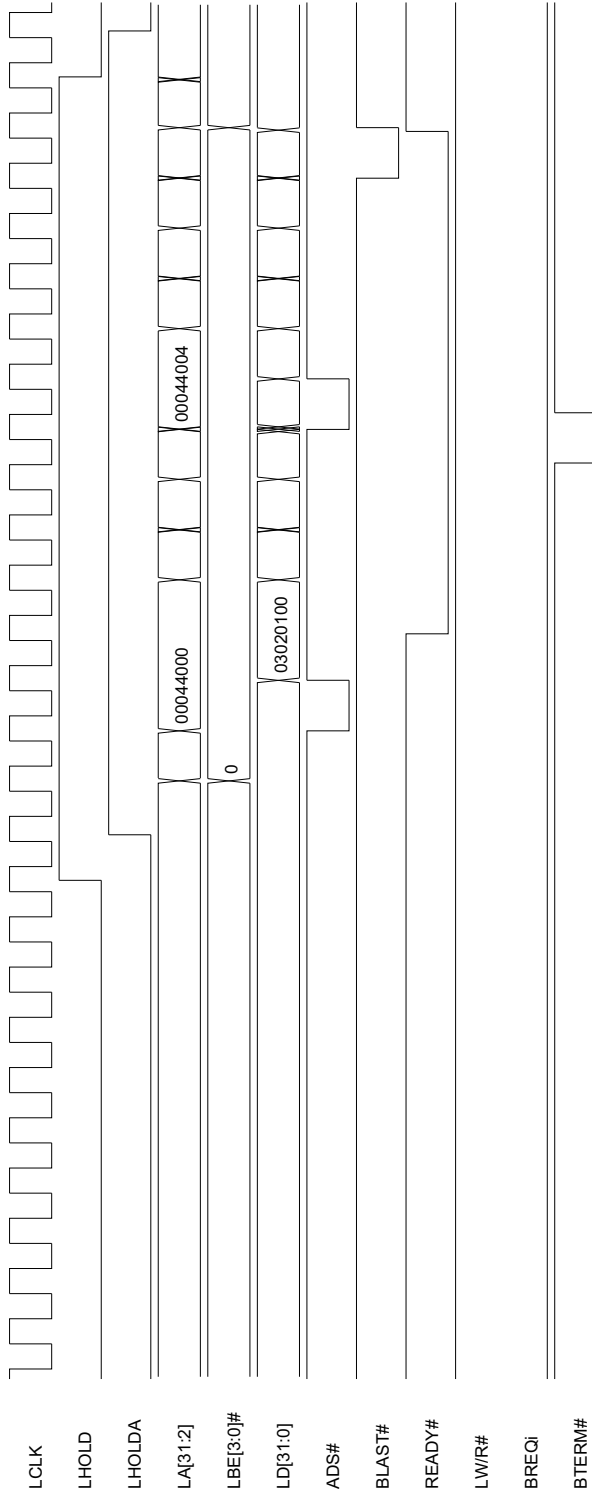 LCLK
LHOLD
LHOLDA
LA[31:2]
00044000
00044004
LBE[3:0]#
0
LD[31:0]
03020100
ADS#
BLAST#
READY#
LW/R#
BREQi
BTERM#